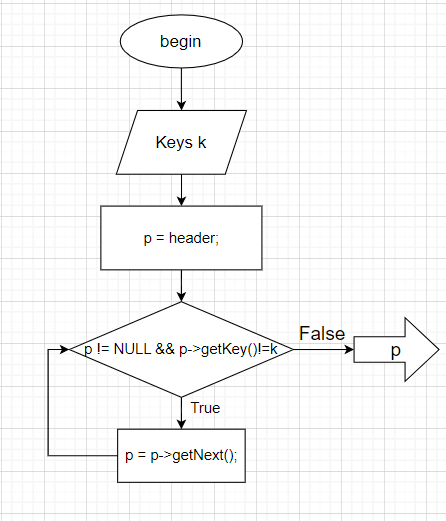 begin
Keys k
p = header;
p != NULL && p->getKey()!=k
False
p
True
p = p->getNext();